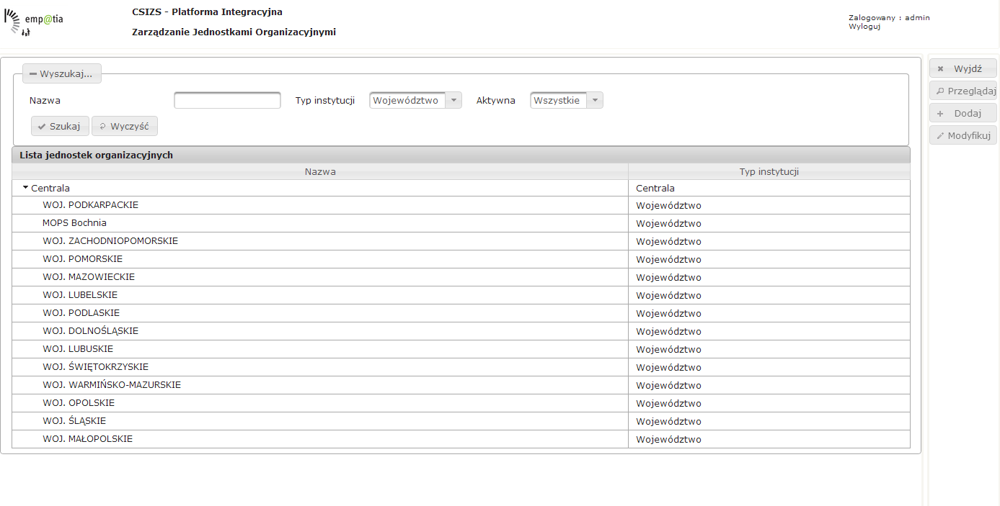 emp@tia
CSIZS - Platforma Integracyjna
Zarządzanie Jednostkami Organizacyjnymi
Zalogowany : admin
Wyloguj
Wyszukaj...
Nazwa Typ instytucji Województwo Aktywna Wszystkie
Szukaj Wyczyść
Lista jednostek organizacyjnych
Nazwa Typ instytucji
Centrala Centrala
WOJ. PODKARPACKIE Województwo
MOPS Bochnia Województwo
WOJ. ZACHODNIOPOMORSKIE Województwo
WOJ. POMORSKIE Województwo
WOJ. MAZOWIECKIE Województwo
WOJ. LUBELSKIE Województwo
WOJ. PODLASKIE Województwo
WOJ. DOLNOŚLĄSKIE Województwo
WOJ. LUBUSKIE Województwo
WOJ. ŚWIĘTOKRZYSKIE Województwo
WOJ. WARMIŃSKO-MAZURSKIE Województwo
WOJ. OPOLSKIE Województwo
WOJ. ŚLĄSKIE Województwo
WOJ. MAŁOPOLSKIE Województwo
Wyjdź
Przeglądaj
Dodaj
Modyfikuj